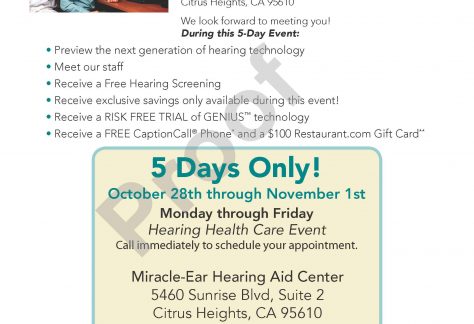 Citrus Heights, CA 95610
We look forward to meeting you!
During this 5-Day Event:
• Preview the next generation of hearing technology
• Meet our staff
• Receive a Free Hearing Screening
• Receive exclusive savings only available during this event!
• Receive a RISK FREE TRIAL of GENIUS™ technology
• Receive a FREE CaptionCall® Phone and a $100 Restaurant.com Gift Card**
Proof
5 Days Only!
October 28th through November 1st
Monday through Friday
Hearing Health Care Event
Call immediately to schedule your appointment.
Miracle-Ear Hearing Aid Center
5460 Sunrise Blvd, Suite 2
Citrus Heights, CA 95610